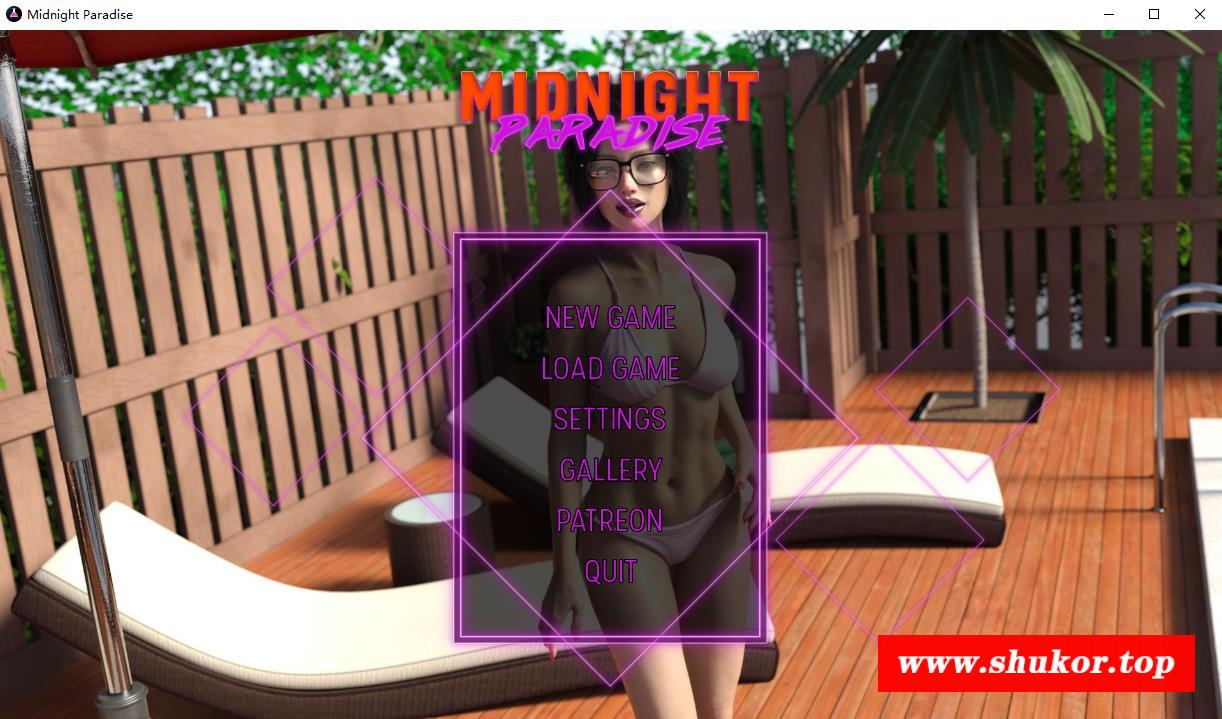 Midnight Paradise
MIDNIGHT
PARADISE
NEW GAME
LOAD GAME
SETTINGS
GALLERY
PATREON
QUIT
www.shukor.top